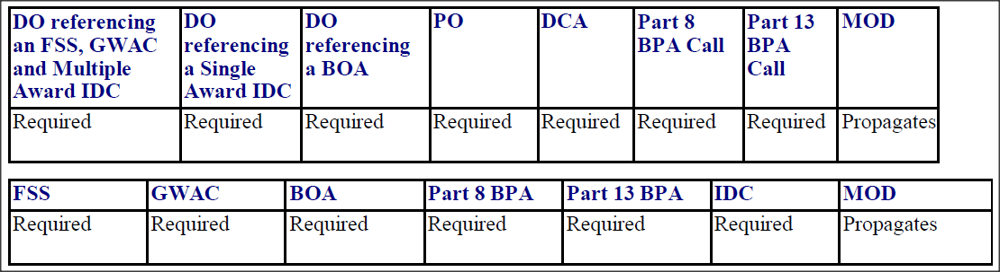 DO referencing an FSS, GWAC and Multiple Award IDC
DO referencing a Single Award IDC
DO referencing a BOA
PO
DCA
Part 8 BPA Call
Part 13 BPA Call
MOD
Required
Required
Required
Required
Required
Required
Required
Propagates
FSS
GWAC
BOA
Part 8 BPA
Part 13 BPA
IDC
MOD
Required
Required
Required
Required
Required
Required
Propagates